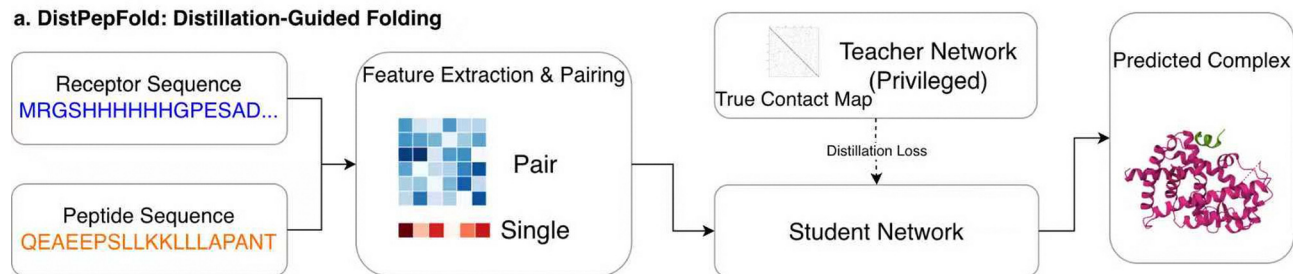 a. DistPepFold: Distillation-Guided Folding
Receptor Sequence
MRGSHHHHHHGPESAD...
Peptide Sequence
QEAEEPSLLKKLLLAPANT
Feature Extraction & Pairing
Pair
Single
Teacher Network
(Privileged)
True Contact Map
Distillation Loss
Student Network
Predicted Complex